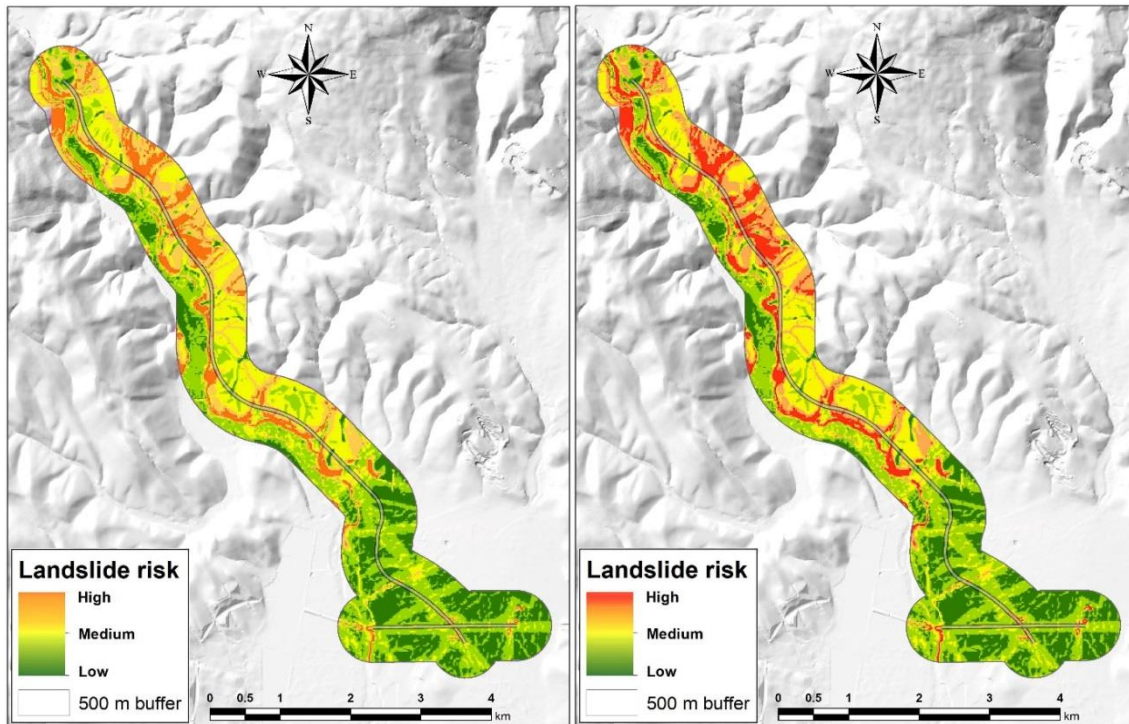 N
W E
S
Landslide risk
High
Medium
Low
500 m buffer
0 0.5 1 2 3 4
km
N
W E
S
Landslide risk
High
Medium
Low
500 m buffer
0 0.5 1 2 3 4
km